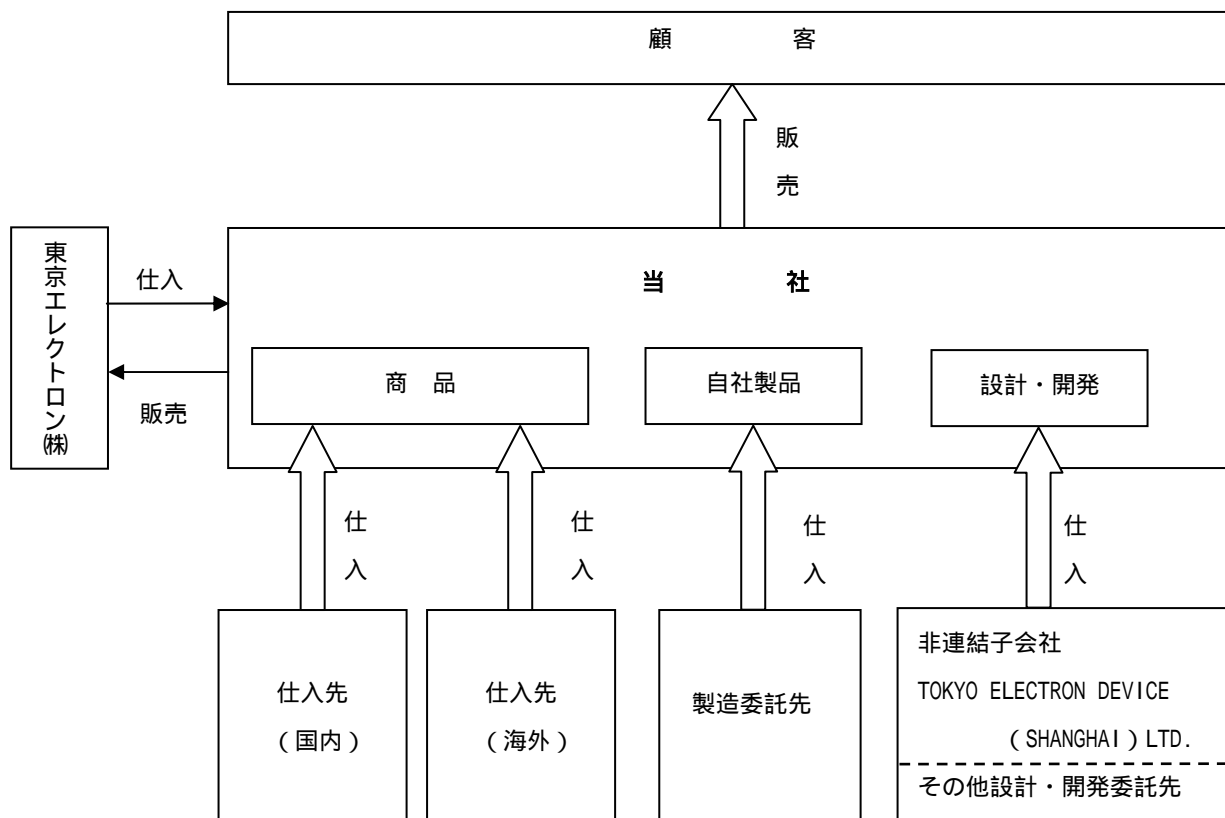 顧　客
販売
東京エレクトロン㈱
仕入
販売
当　社
商　品
自社製品
設計・開発
仕入
仕入
仕入
仕入
仕入先
（国内）
仕入先
（海外）
製造委託先
非連結子会社
TOKYO ELECTRON DEVICE
（SHANGHAI）LTD.
その他設計・開発委託先